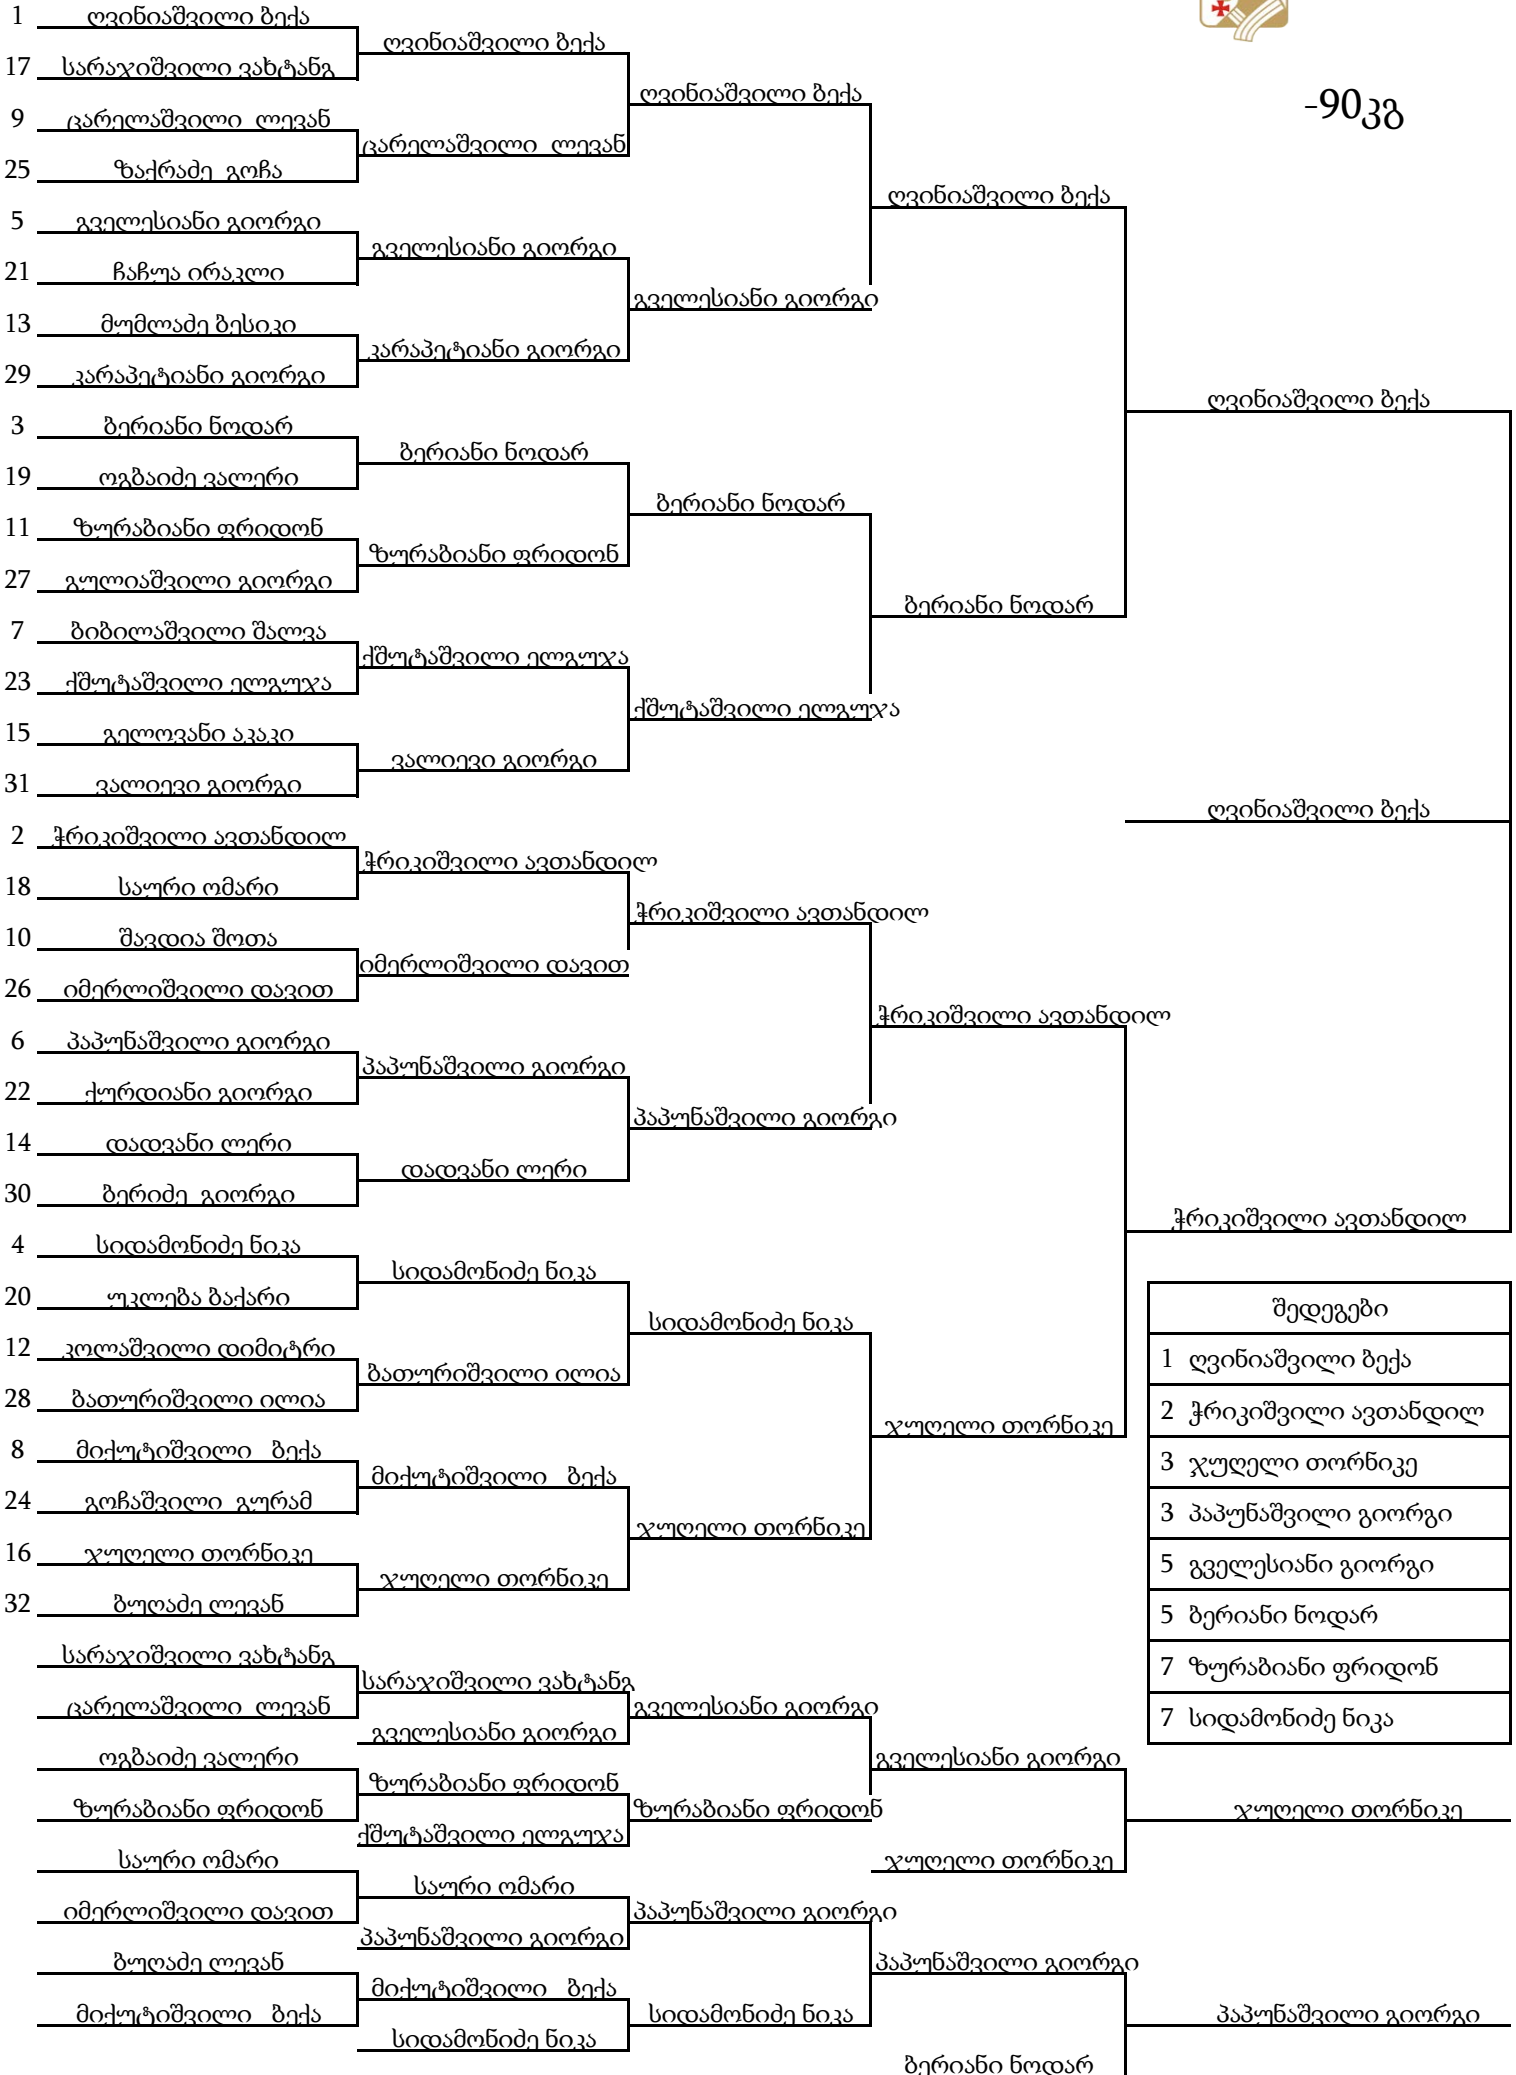 -90კგ
1 ღვინიაშვილი ბექა
17 სარაჯიშვილი ვახტანგ
9 ცარელაშვილი ლევან
25 ზაქრაძე გოჩა
5 გველესიანი გიორგი
21 ჩაჩუა ირაკლი
13 მუმლაძე ბესიკი
29 კარაპეტიანი გიორგი
3 ბერიანი ნოდარ
19 ოგბაიძე ვალერი
11 ზურაბიანი ფრიდონ
27 გულიაშვილი გიორგი
7 ბიბილაშვილი შალვა
23 ქშუტაშვილი ელგუჯა
15 გელოვანი აკაკი
31 ვალიევი გიორგი
2 ჭრიკიშვილი ავთანდილ
18 საური ომარი
10 შავდია შოთა
26 იმერლიშვილი დავით
6 პაპუნაშვილი გიორგი
22 ქურდიანი გიორგი
14 დადვანი ლერი
30 ბერიძე გიორგი
4 სიდამონიძე ნიკა
20 უკლება ბაქარი
12 კოლაშვილი დიმიტრი
28 ბათურიშვილი ილია
8 მიქუტიშვილი ბექა
24 გოჩაშვილი გურამ
16 ჯუღელი თორნიკე
32 ბუღაძე ლევან
სარაჯიშვილი ვახტანგ
ცარელაშვილი ლევან
ოგბაიძე ვალერი
ზურაბიანი ფრიდონ
საური ომარი
იმერლიშვილი დავით
ბუღაძე ლევან
მიქუტიშვილი ბექა
ღვინიაშვილი ბექა
ცარელაშვილი ლევან
გველესიანი გიორგი
კარაპეტიანი გიორგი
ბერიანი ნოდარ
ზურაბიანი ფრიდონ
ქშუტაშვილი ელგუჯა
ვალიევი გიორგი
ჭრიკიშვილი ავთანდილ
იმერლიშვილი დავით
პაპუნაშვილი გიორგი
დადვანი ლერი
სიდამონიძე ნიკა
ბათურიშვილი ილია
მიქუტიშვილი ბექა
ჯუღელი თორნიკე
სარაჯიშვილი ვახტანგ
გველესიანი გიორგი
ზურაბიანი ფრიდონ
ქშუტაშვილი ელგუჯა
საური ომარი
პაპუნაშვილი გიორგი
მიქუტიშვილი ბექა
სიდამონიძე ნიკა
ღვინიაშვილი ბექა
გველესიანი გიორგი
ბერიანი ნოდარ
ქშუტაშვილი ელგუჯა
ჭრიკიშვილი ავთანდილ
პაპუნაშვილი გიორგი
სიდამონიძე ნიკა
ჯუღელი თორნიკე
გველესიანი გიორგი
ზურაბიანი ფრიდონ
პაპუნაშვილი გიორგი
სიდამონიძე ნიკა
ღვინიაშვილი ბექა
ბერიანი ნოდარ
ჭრიკიშვილი ავთანდილ
ჯუღელი თორნიკე
გველესიანი გიორგი
ჯუღელი თორნიკე
პაპუნაშვილი გიორგი
ბერიანი ნოდარ
ღვინიაშვილი ბექა
ღვინიაშვილი ბექა
ჭრიკიშვილი ავთანდილ
შედეგები
1 ღვინიაშვილი ბექა
2 ჭრიკიშვილი ავთანდილ
3 ჯუღელი თორნიკე
3 პაპუნაშვილი გიორგი
5 გველესიანი გიორგი
5 ბერიანი ნოდარ
7 ზურაბიანი ფრიდონ
7 სიდამონიძე ნიკა
ჯუღელი თორნიკე
პაპუნაშვილი გიორგი